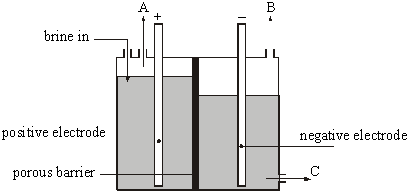 A
+
−
B
brine in
positive electrode
negative electrode
porous barrier
C